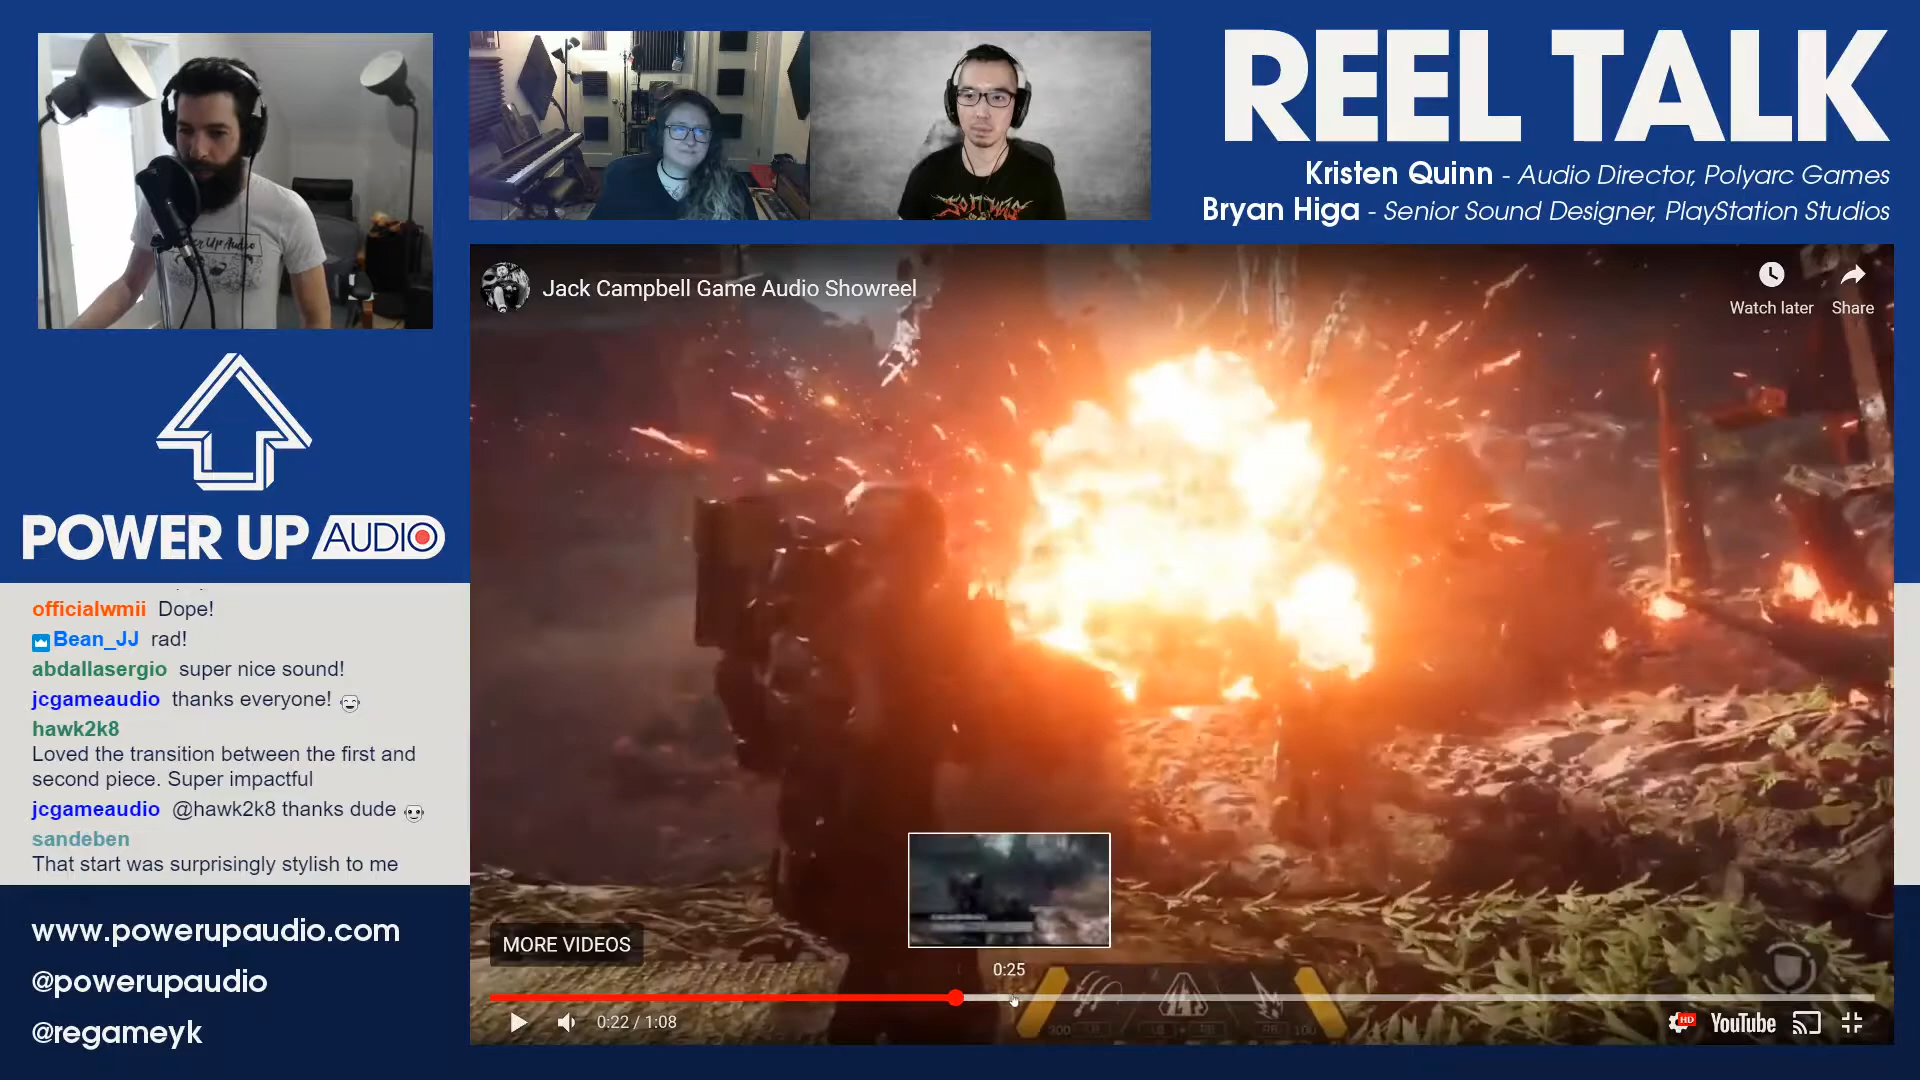 REEL TALK
Kristen Quinn - Audio Director, Polyarc Games
Bryan Higa - Senior Sound Designer, PlayStation Studios
Jack Campbell Game Audio Showreel
Watch later
Share
POWER UP AUDIO
officialwmii Dope!
Bean_JJ rad!
abdallasergio super nice sound!
jcgameaudio thanks everyone!
hawk2k8
Loved the transition between the first and
second piece. Super impactful
jcgameaudio @hawk2k8 thanks dude
sandeben
That start was surprisingly stylish to me
www.powerupaudio.com
@powerupaudio
@regameyk
MORE VIDEOS
0:25
0:22 / 1:08
HD
YouTube